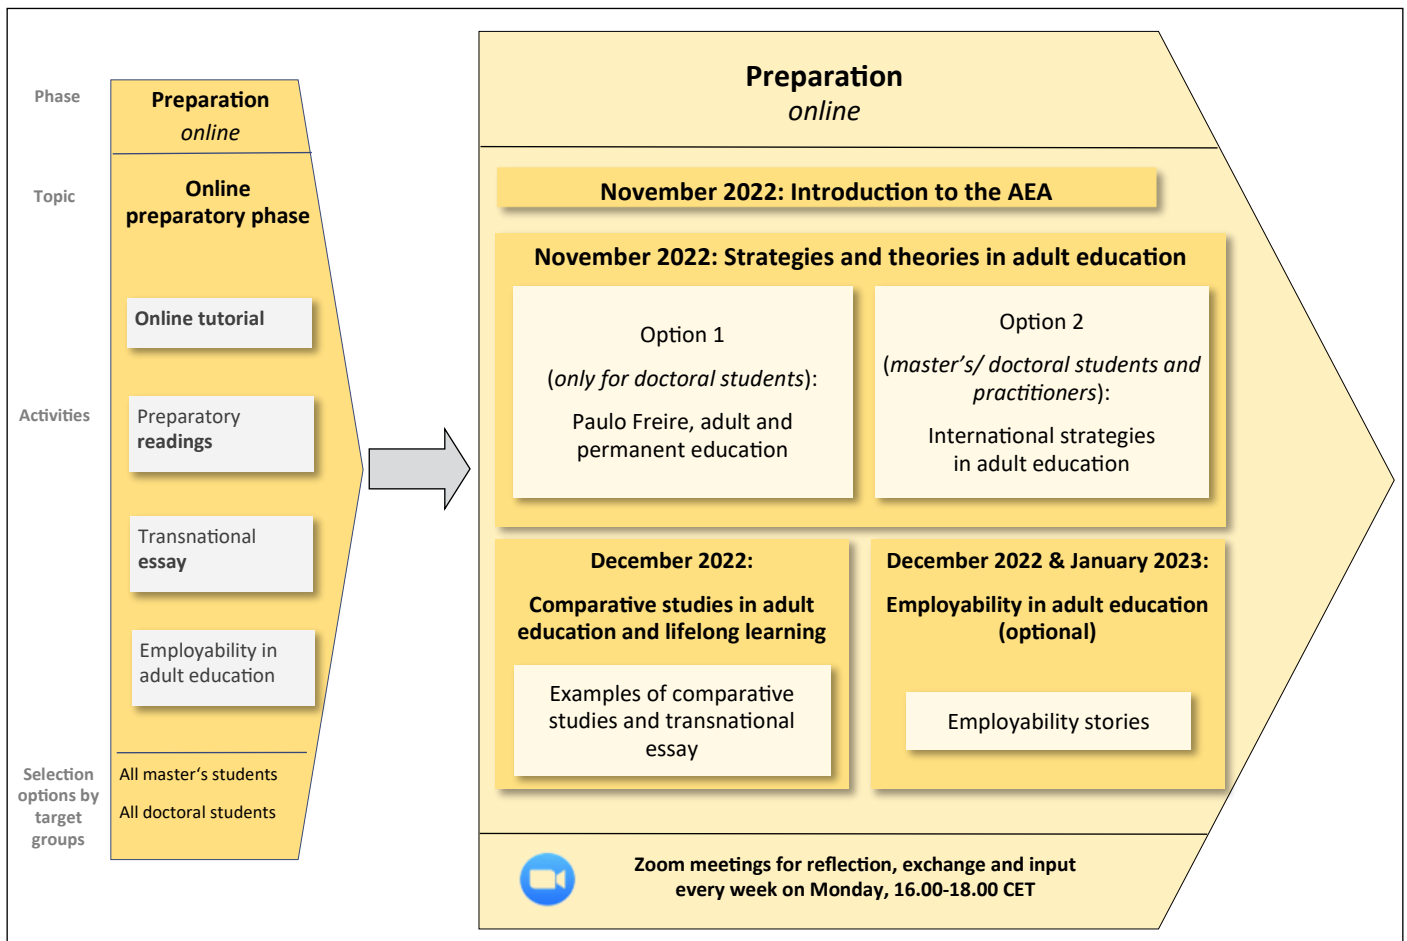 Phase
Preparation
online
Topic
Online
preparatory phase
Activities
Online tutorial
Preparatory
readings
Transnational
essay
Employability in
adult education
Selection
options by
target
groups
All master‘s students
All doctoral students
Preparation
online
November 2022: Introduction to the AEA
November 2022: Strategies and theories in adult education
Option 1
(only for doctoral students):
Paulo Freire, adult and
permanent education
Option 2
(master’s/ doctoral students and
practitioners):
International strategies
in adult education
December 2022:
Comparative studies in adult
education and lifelong learning
Examples of comparative
studies and transnational
essay
December 2022 & January 2023:
Employability in adult education
(optional)
Employability stories
Zoom meetings for reflection, exchange and input
every week on Monday, 16.00-18.00 CET